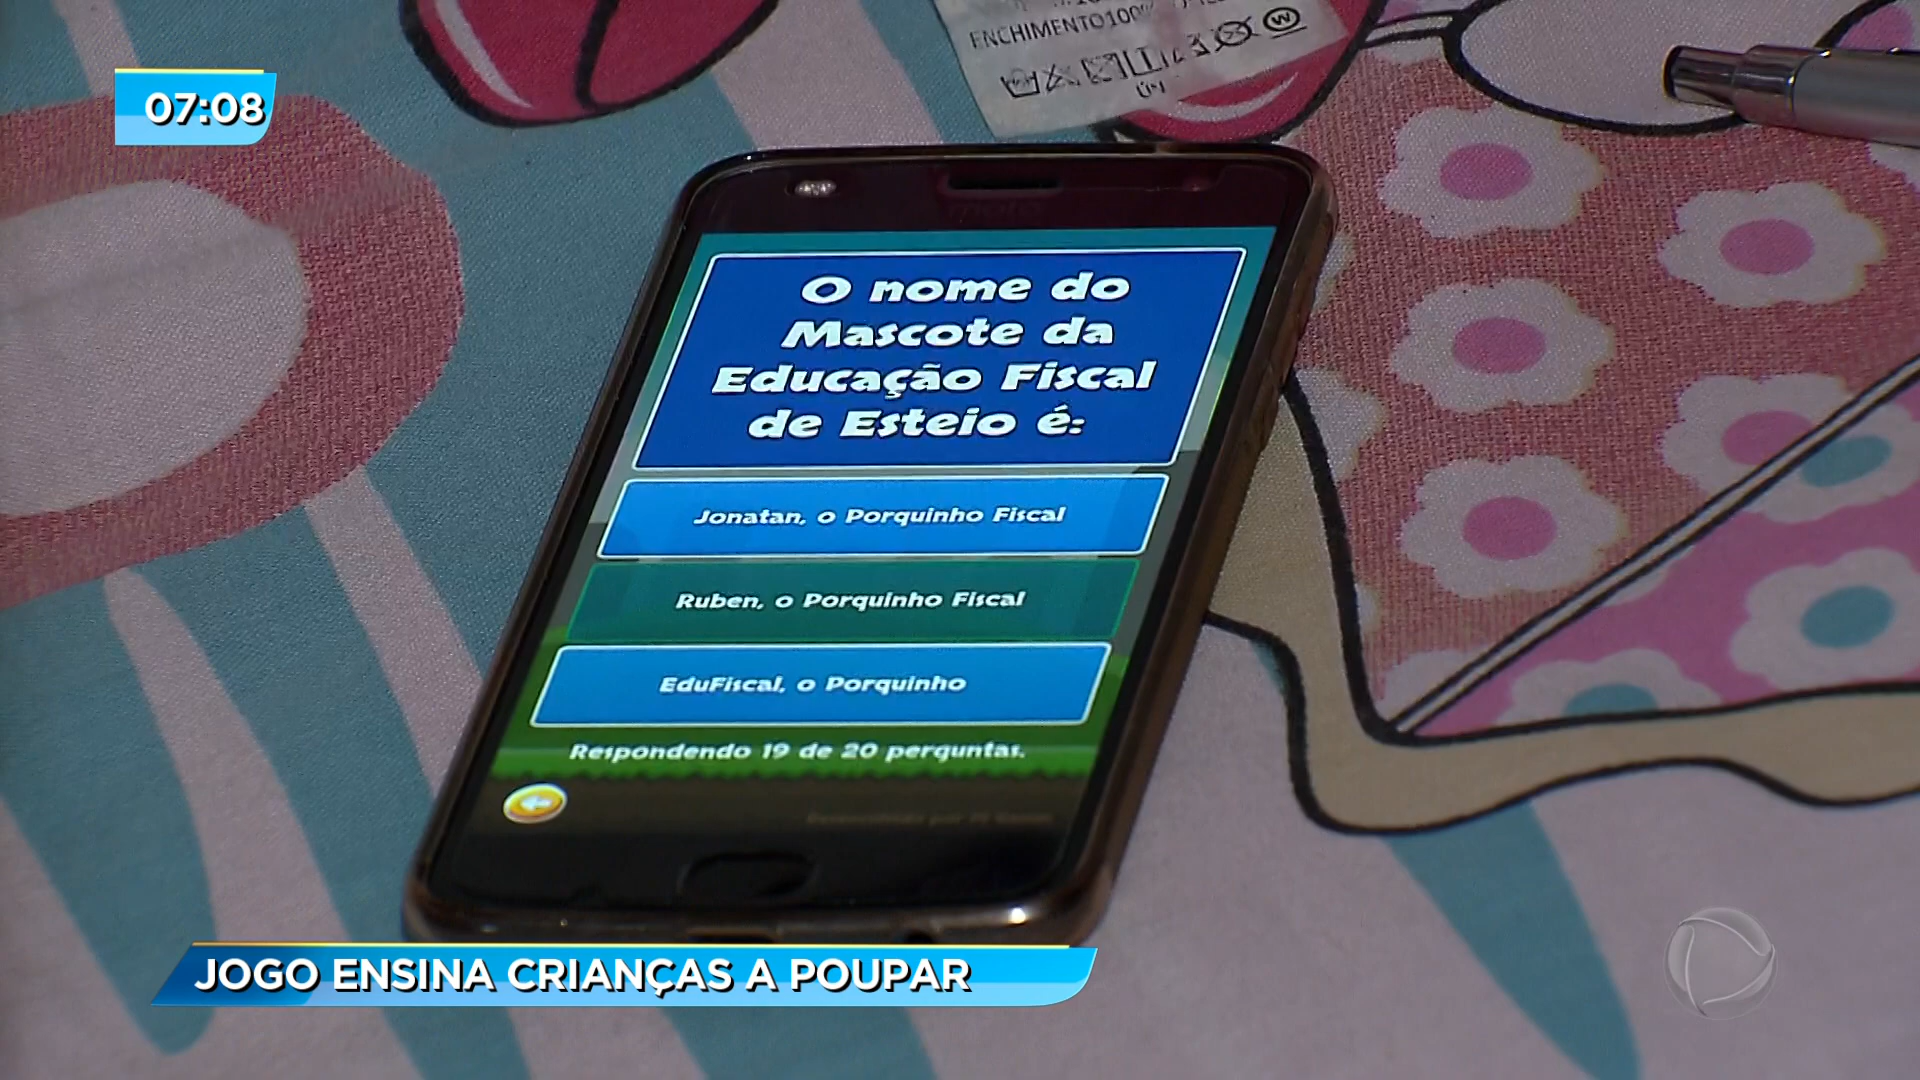 ENCHIMENTO100%
07:08
O nome do
Mascote da
Educação Fiscal
de Esteio é:
Jonatan, o Porquinho Fiscal
Ruben, o Porquinho Fiscal
EduFiscal, o Porquinho
Respondendo 19 de 20 perguntas.
JOGO ENSINA CRIANÇAS A POUPAR